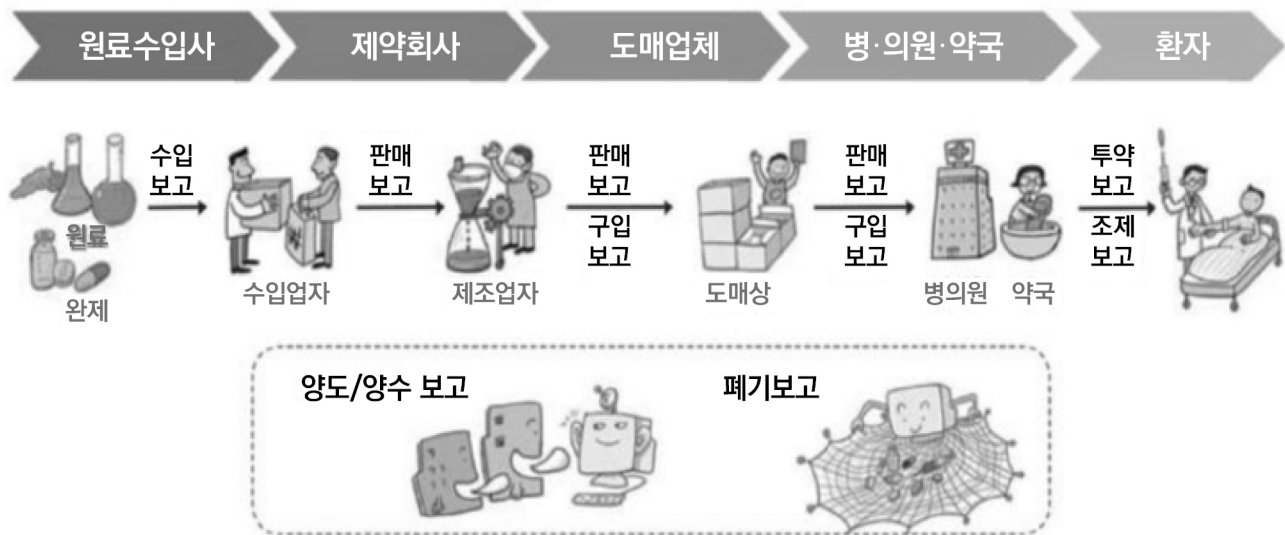 원료수입사
제약회사
도매업체
병·의원·약국
환자
수입
보고
판매
보고
판매
보고
구입
보고
판매
보고
구입
보고
투약
보고
조제
보고
원료
완제
수입업자
제조업자
도매상
병의원
약국
양도/양수 보고
폐기보고